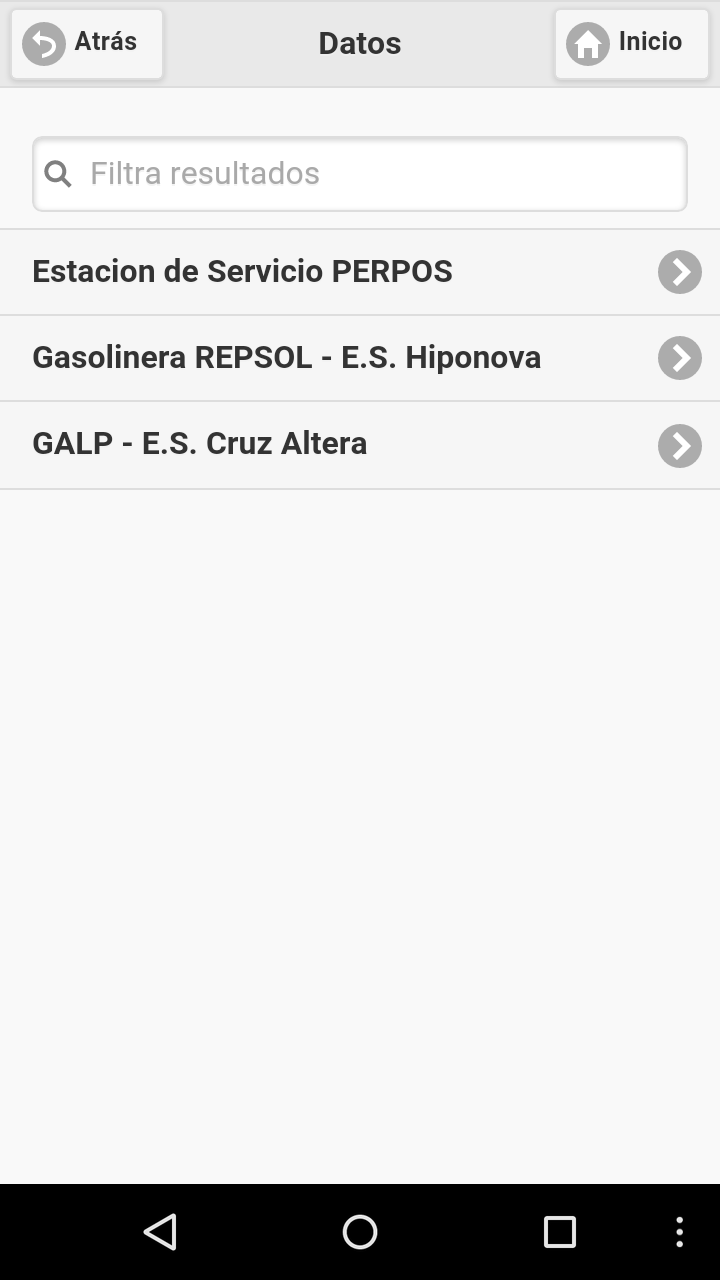 Atrás
Datos
Inicio
Filtra resultados
Estacion de Servicio PERPOS
Gasolinera REPSOL - E.S. Hiponova
GALP - E.S. Cruz Altera